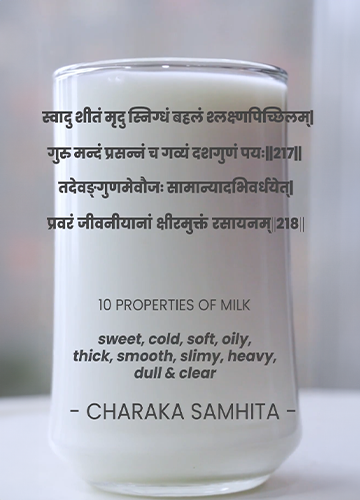 स्वादु शीतं मृदु स्निग्धं बहलं श्लक्ष्णपिच्छिलम्|
गुरु मन्दं प्रसन्नं च गव्यं दशगुणं पयः||217||
तदेवङ्गुणमेवौजः सामान्यादभिवर्धयेत्|
प्रवरं जीवनीयानां क्षीरमुक्तं रसायनम्||218||
10 PROPERTIES OF MILK
sweet, cold, soft, oily,
thick, smooth, slimy, heavy,
dull & clear
- CHARAKA SAMHITA -